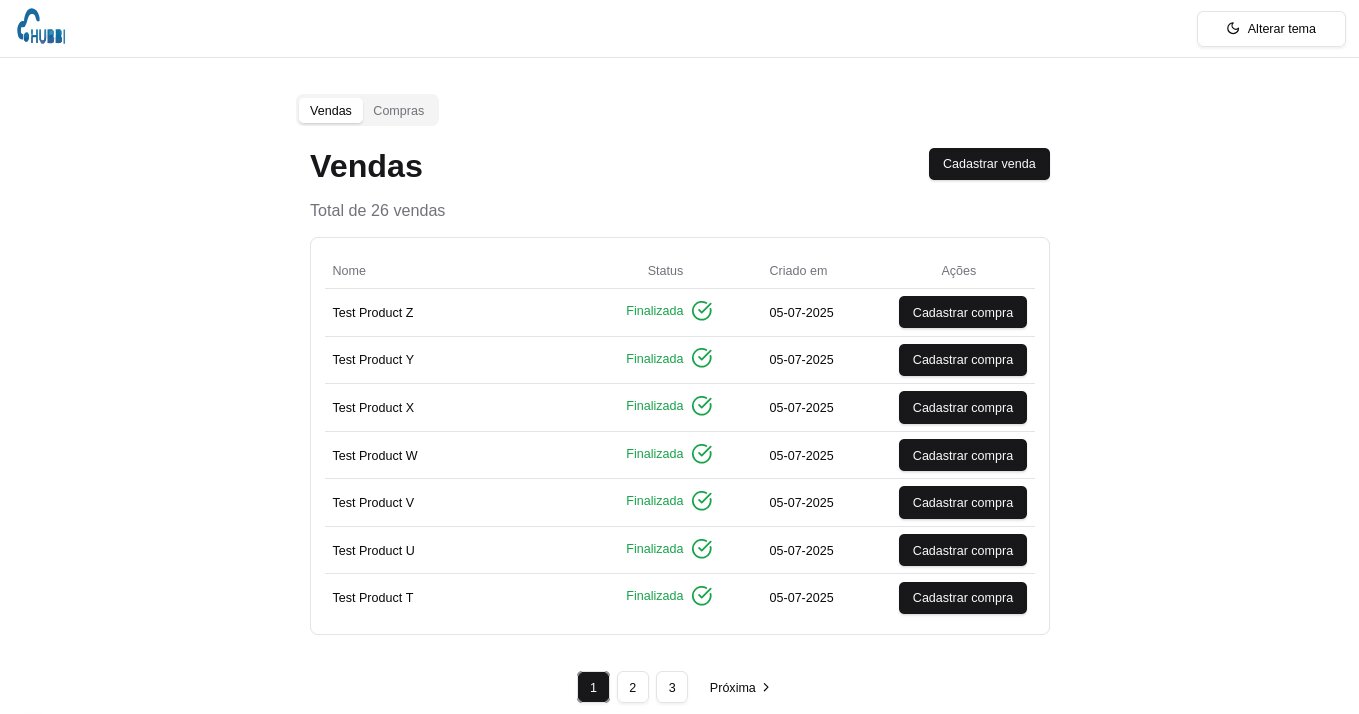 HUBBI
Alterar tema
Vendas Compras
Vendas
Cadastrar venda
Total de 26 vendas
Nome Status Criado em Ações
Test Product Z Finalizada 05-07-2025 Cadastrar compra
Test Product Y Finalizada 05-07-2025 Cadastrar compra
Test Product X Finalizada 05-07-2025 Cadastrar compra
Test Product W Finalizada 05-07-2025 Cadastrar compra
Test Product V Finalizada 05-07-2025 Cadastrar compra
Test Product U Finalizada 05-07-2025 Cadastrar compra
Test Product T Finalizada 05-07-2025 Cadastrar compra
1 2 3 Próxima